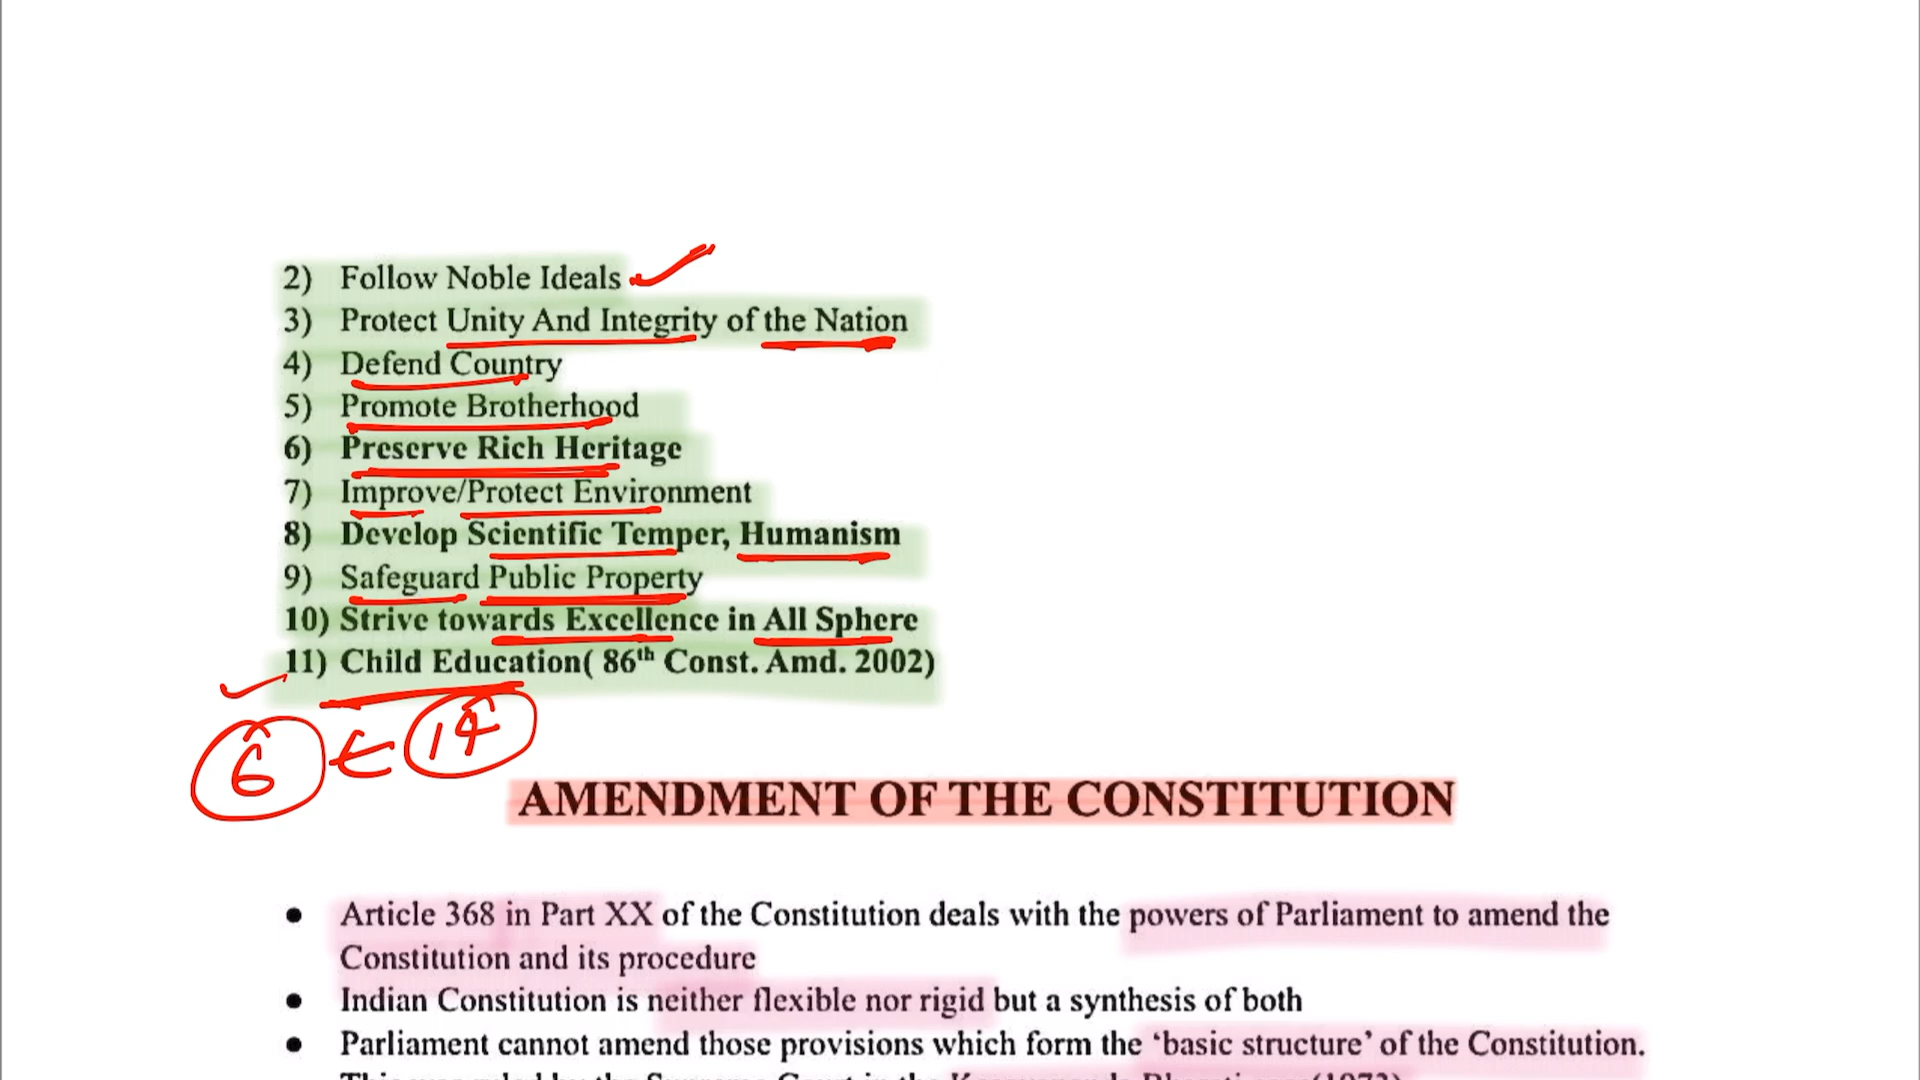 2) Follow Noble Ideals
3) Protect Unity And Integrity of the Nation
4) Defend Country
5) Promote Brotherhood
6) Preserve Rich Heritage
7) Improve/Protect Environment
8) Develop Scientific Temper, Humanism
9) Safeguard Public Property
10) Strive towards Excellence in All Sphere
11) Child Education( 86th Const. Amd. 2002)
6 ← 14
AMENDMENT OF THE CONSTITUTION
● Article 368 in Part XX of the Constitution deals with the powers of Parliament to amend the
Constitution and its procedure
● Indian Constitution is neither flexible nor rigid but a synthesis of both
● Parliament cannot amend those provisions which form the ‘basic structure’ of the Constitution.